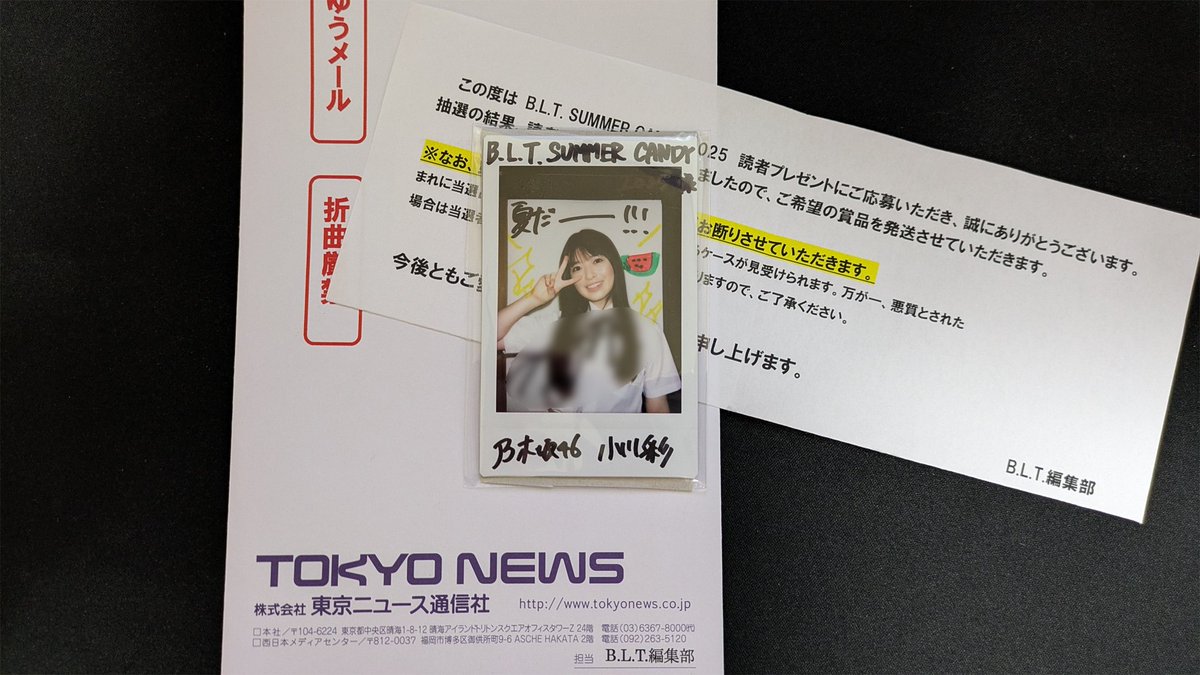 ゆうメール
折曲厳禁
この度は B.L.T. SUMMER CANDY 2025 読者プレゼントにご応募いただき、誠にありがとうございます。
抽選の結果、読者 ましたので、ご希望の賞品を発送させていただきます。
※なお、 お断りさせていただきます。
まれに当選 ケースが見受けられます。万が一、悪質とされた
場合は当選者 りますので、ご了承ください。
今後ともご 申し上げます。
B.L.T.編集部
B.L.T. SUMMER CANDY
夏だー!!!
乃木坂46 小川彩
TOKYO NEWS
株式会社 東京ニュース通信社 http://www.tokyonews.co.jp
□本社/〒104-6224 東京都中央区晴海1-8-12 晴海アイランドトリトンスクエアオフィスタワーZ 24階 電話(03)6367-8000(代)
□西日本メディアセンター/〒812-0037 福岡市博多区御供所町9-6 ASCHE HAKATA 2階 電話(092)263-5120
担当 B.L.T.編集部